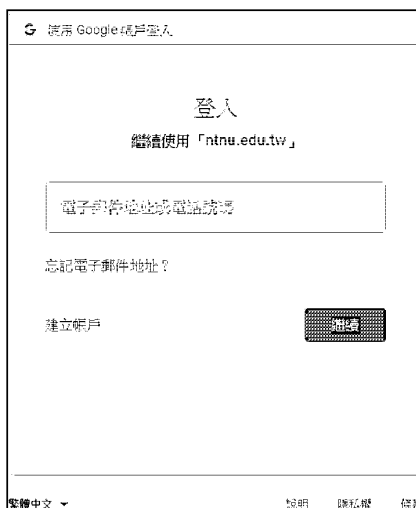 使用 Google 帳戶登入
登入
繼續使用「ntnu.edu.tw」
電子郵件地址或電話號碼
忘記電子郵件地址？
建立帳戶
繼續
繁體中文
說明 隱私權